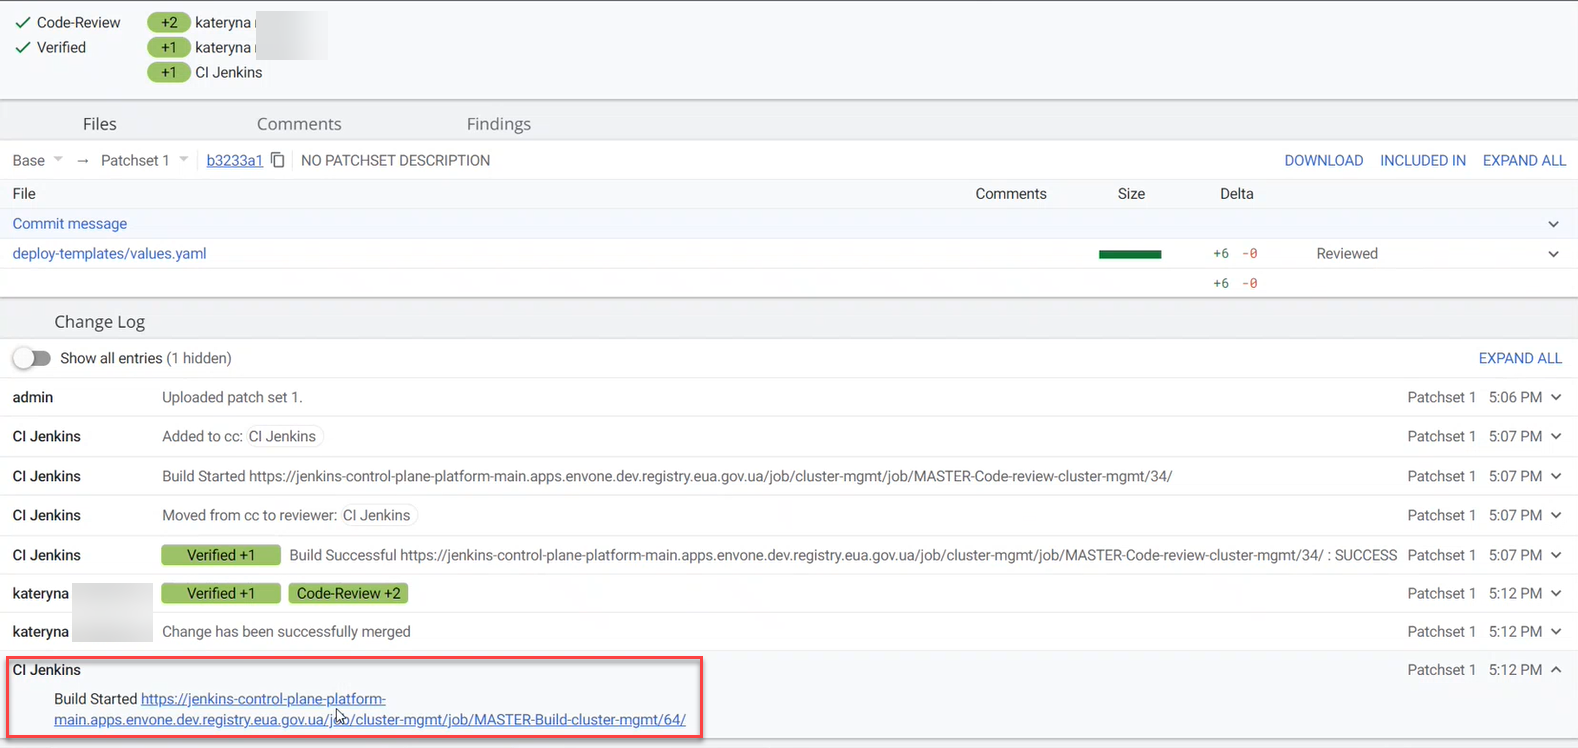 Code-Review +2 kateryna
Verified +1 kateryna
+1 CI Jenkins
Files Comments Findings
Base → Patchset 1 b3233a1 NO PATCHSET DESCRIPTION DOWNLOAD INCLUDED IN EXPAND ALL
File Comments Size Delta
Commit message
deploy-templates/values.yaml +6 -0 Reviewed
+6 -0
Change Log
Show all entries (1 hidden) EXPAND ALL
admin Uploaded patch set 1. Patchset 1 5:06 PM
CI Jenkins Added to cc: CI Jenkins Patchset 1 5:07 PM
CI Jenkins Build Started https://jenkins-control-plane-platform-main.apps.envone.dev.registry.eua.gov.ua/job/cluster-mgmt/job/MASTER-Code-review-cluster-mgmt/34/ Patchset 1 5:07 PM
CI Jenkins Moved from cc to reviewer: CI Jenkins Patchset 1 5:07 PM
CI Jenkins Verified +1 Build Successful https://jenkins-control-plane-platform-main.apps.envone.dev.registry.eua.gov.ua/job/cluster-mgmt/job/MASTER-Code-review-cluster-mgmt/34/ : SUCCESS Patchset 1 5:07 PM
kateryna Verified +1 Code-Review +2 Patchset 1 5:12 PM
kateryna Change has been successfully merged Patchset 1 5:12 PM
CI Jenkins Patchset 1 5:12 PM
Build Started https://jenkins-control-plane-platform-
main.apps.envone.dev.registry.eua.gov.ua/job/cluster-mgmt/job/MASTER-Build-cluster-mgmt/64/